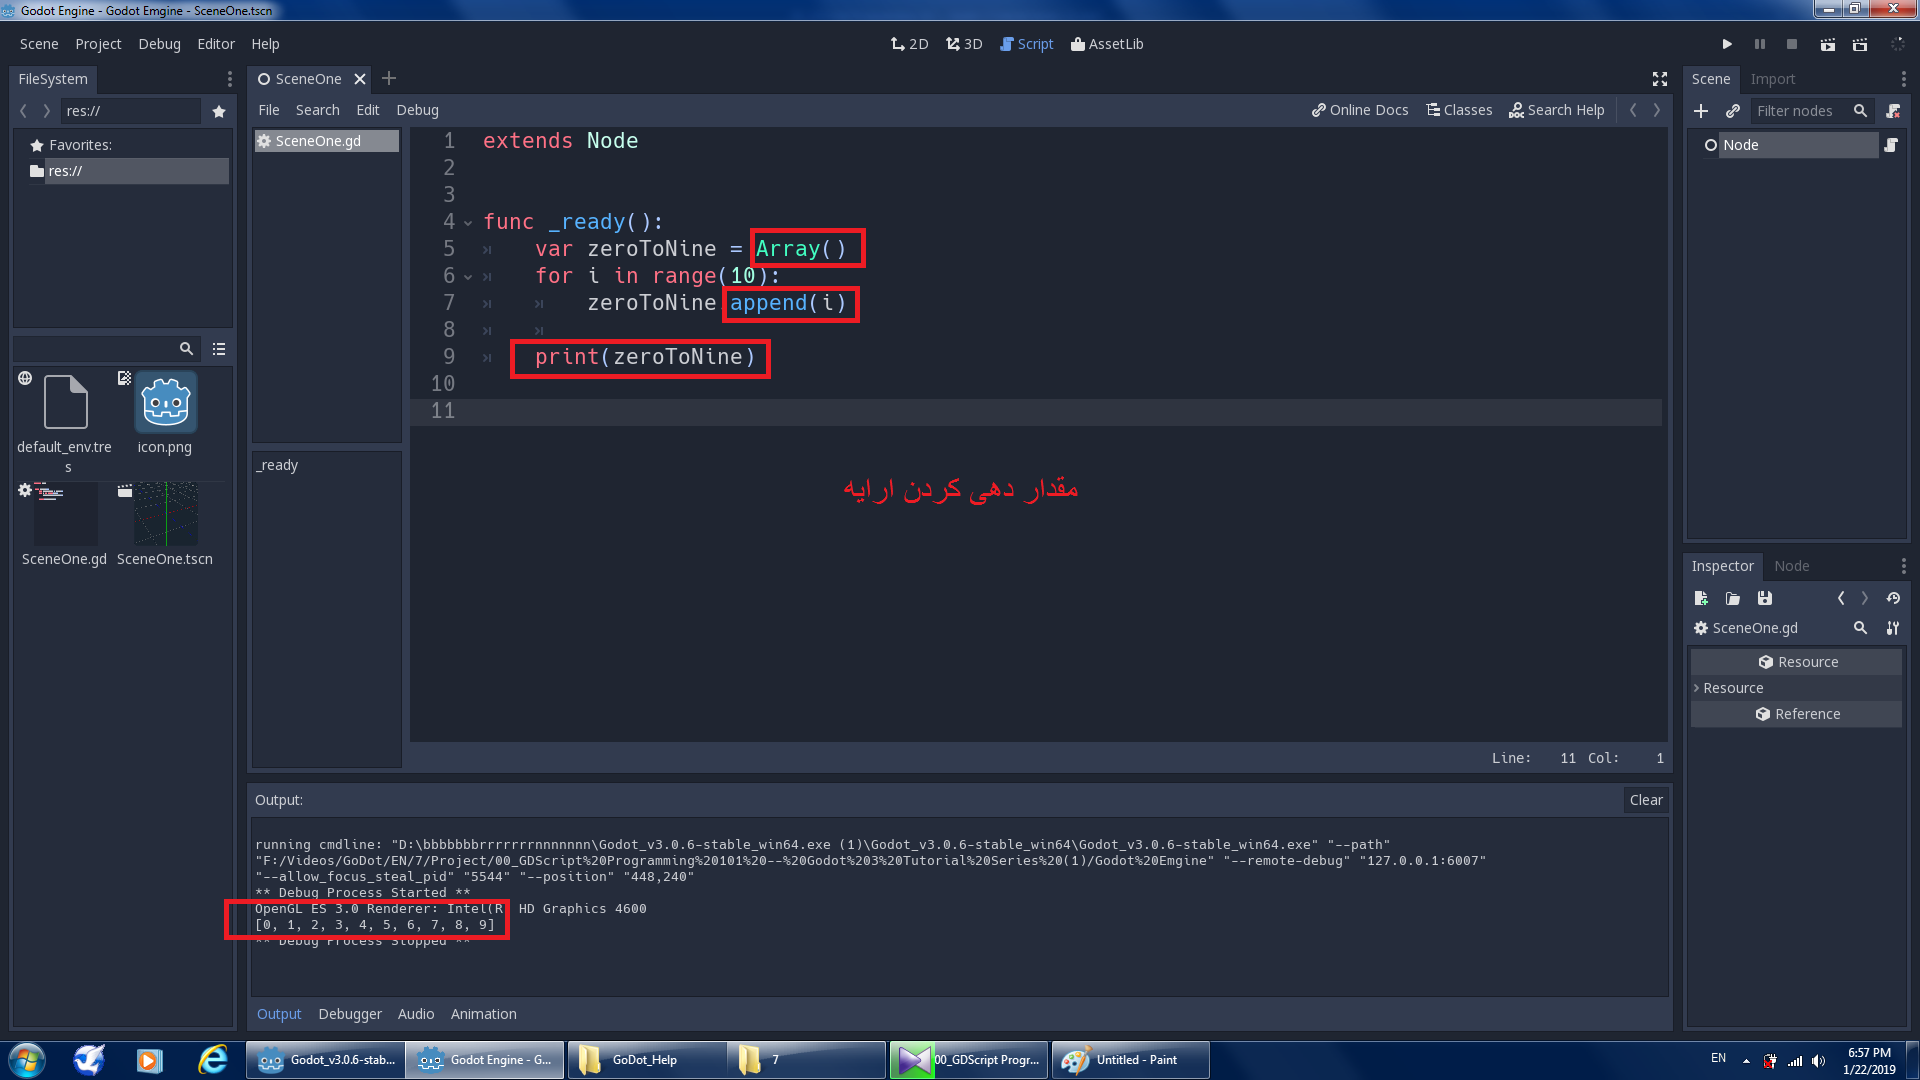 Godot Engine - Godot Emgine - SceneOne.tscn
Scene Project Debug Editor Help
2D 3D Script AssetLib
FileSystem
res://
Favorites:
res://
default_env.tre
s
icon.png
SceneOne.gd
SceneOne.tscn
SceneOne
File Search Edit Debug
Online Docs Classes Search Help
SceneOne.gd
_ready
1 extends Node
2
3
4 func _ready():
5 var zeroToNine = Array()
6 for i in range(10):
7 zeroToNine append(i)
8
9 print(zeroToNine)
10
11
مقدار دهی کردن ارایه
Line: 11 Col: 1
Output:
Clear
running cmdline: "D:\bbbbbbbrrrrrrrnnnnnnn\Godot_v3.0.6-stable_win64.exe (1)\Godot_v3.0.6-stable_win64\Godot_v3.0.6-stable_win64.exe" "--path"
"F:/Videos/GoDot/EN/7/Project/00_GDScript%20Programming%20101%20--%20Godot%203%20Tutorial%20Series%20(1)/Godot%20Emgine" "--remote-debug" "127.0.0.1:6007"
"--allow_focus_steal_pid" "5544" "--position" "448,240"
** Debug Process Started **
OpenGL ES 3.0 Renderer: Intel(R HD Graphics 4600
[0, 1, 2, 3, 4, 5, 6, 7, 8, 9]
** Debug Process Stopped **
Output Debugger Audio Animation
Scene Import
Filter nodes
Node
Inspector Node
SceneOne.gd
Resource
Resource
Reference
Godot_v3.0.6-stab...
Godot Engine - G...
GoDot_Help
7
00_GDScript Progr...
Untitled - Paint
EN
6:57 PM
1/22/2019